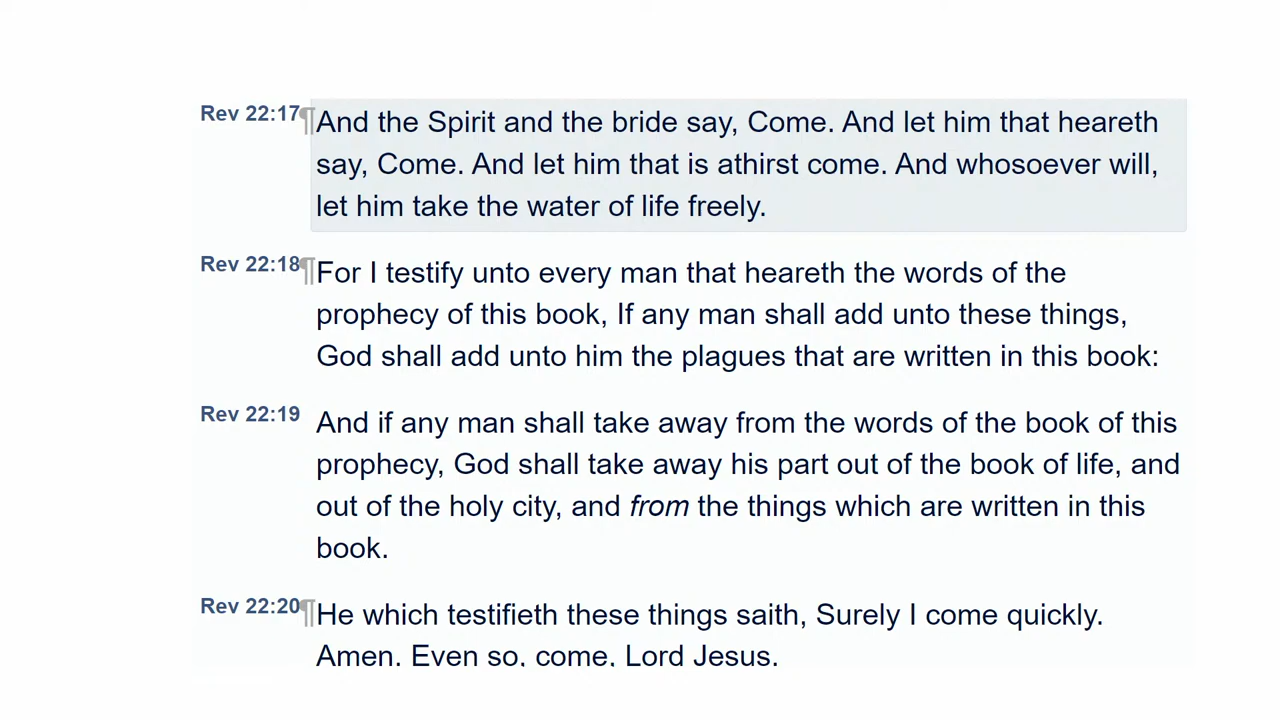 Rev 22:17 ¶And the Spirit and the bride say, Come. And let him that heareth
say, Come. And let him that is athirst come. And whosoever will,
let him take the water of life freely.
Rev 22:18 ¶For I testify unto every man that heareth the words of the
prophecy of this book, If any man shall add unto these things,
God shall add unto him the plagues that are written in this book:
Rev 22:19 And if any man shall take away from the words of the book of this
prophecy, God shall take away his part out of the book of life, and
out of the holy city, and from the things which are written in this
book.
Rev 22:20 ¶He which testifieth these things saith, Surely I come quickly.
Amen. Even so, come, Lord Jesus.